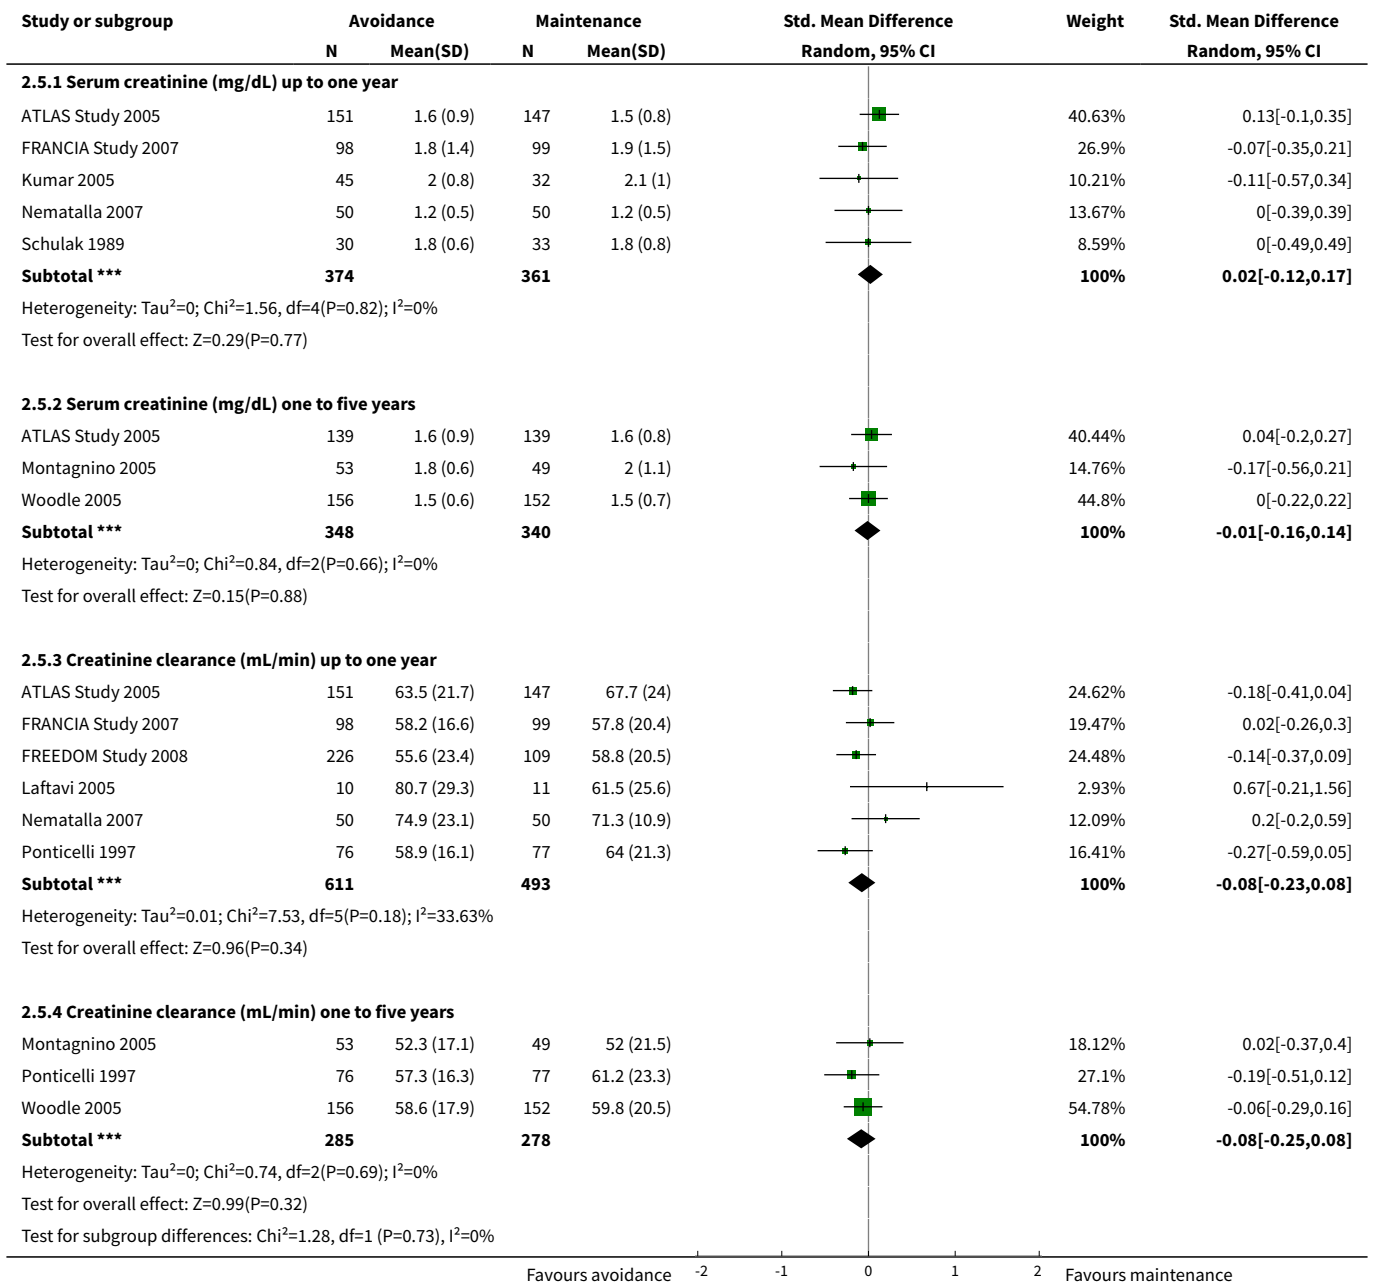 Study or subgroup Avoidance Maintenance Std. Mean Difference Weight Std. Mean Difference
N Mean(SD) N Mean(SD) Random, 95% CI Random, 95% CI
2.5.1 Serum creatinine (mg/dL) up to one year
ATLAS Study 2005 151 1.6 (0.9) 147 1.5 (0.8) 40.63% 0.13[-0.1,0.35]
FRANCIA Study 2007 98 1.8 (1.4) 99 1.9 (1.5) 26.9% -0.07[-0.35,0.21]
Kumar 2005 45 2 (0.8) 32 2.1 (1) 10.21% -0.11[-0.57,0.34]
Nematalla 2007 50 1.2 (0.5) 50 1.2 (0.5) 13.67% 0[-0.39,0.39]
Schulak 1989 30 1.8 (0.6) 33 1.8 (0.8) 8.59% 0[-0.49,0.49]
Subtotal *** 374 361 100% 0.02[-0.12,0.17]
Heterogeneity: Tau²=0; Chi²=1.56, df=4(P=0.82); I²=0%
Test for overall effect: Z=0.29(P=0.77)
2.5.2 Serum creatinine (mg/dL) one to five years
ATLAS Study 2005 139 1.6 (0.9) 139 1.6 (0.8) 40.44% 0.04[-0.2,0.27]
Montagnino 2005 53 1.8 (0.6) 49 2 (1.1) 14.76% -0.17[-0.56,0.21]
Woodle 2005 156 1.5 (0.6) 152 1.5 (0.7) 44.8% 0[-0.22,0.22]
Subtotal *** 348 340 100% -0.01[-0.16,0.14]
Heterogeneity: Tau²=0; Chi²=0.84, df=2(P=0.66); I²=0%
Test for overall effect: Z=0.15(P=0.88)
2.5.3 Creatinine clearance (mL/min) up to one year
ATLAS Study 2005 151 63.5 (21.7) 147 67.7 (24) 24.62% -0.18[-0.41,0.04]
FRANCIA Study 2007 98 58.2 (16.6) 99 57.8 (20.4) 19.47% 0.02[-0.26,0.3]
FREEDOM Study 2008 226 55.6 (23.4) 109 58.8 (20.5) 24.48% -0.14[-0.37,0.09]
Laftavi 2005 10 80.7 (29.3) 11 61.5 (25.6) 2.93% 0.67[-0.21,1.56]
Nematalla 2007 50 74.9 (23.1) 50 71.3 (10.9) 12.09% 0.2[-0.2,0.59]
Ponticelli 1997 76 58.9 (16.1) 77 64 (21.3) 16.41% -0.27[-0.59,0.05]
Subtotal *** 611 493 100% -0.08[-0.23,0.08]
Heterogeneity: Tau²=0.01; Chi²=7.53, df=5(P=0.18); I²=33.63%
Test for overall effect: Z=0.96(P=0.34)
2.5.4 Creatinine clearance (mL/min) one to five years
Montagnino 2005 53 52.3 (17.1) 49 52 (21.5) 18.12% 0.02[-0.37,0.4]
Ponticelli 1997 76 57.3 (16.3) 77 61.2 (23.3) 27.1% -0.19[-0.51,0.12]
Woodle 2005 156 58.6 (17.9) 152 59.8 (20.5) 54.78% -0.06[-0.29,0.16]
Subtotal *** 285 278 100% -0.08[-0.25,0.08]
Heterogeneity: Tau²=0; Chi²=0.74, df=2(P=0.69); I²=0%
Test for overall effect: Z=0.99(P=0.32)
Test for subgroup differences: Chi²=1.28, df=1 (P=0.73), I²=0%
Favours avoidance -2 -1 0 1 2 Favours maintenance